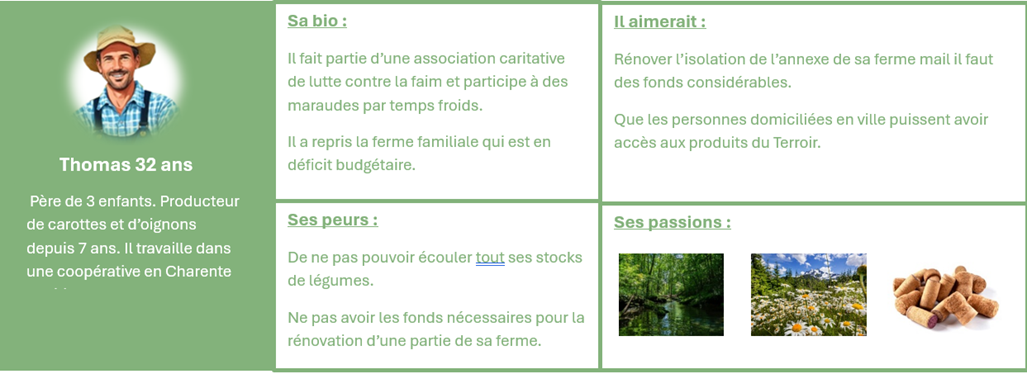 Thomas 32 ans
Père de 3 enfants. Producteur
de carottes et d'oignons
depuis 7 ans. Il travaille dans
une coopérative en Charente
Sa bio :
Il fait partie d'une association caritative
de lutte contre la faim et participe à des
maraudes par temps froids.
Il a repris la ferme familiale qui est en
déficit budgétaire.
Il aimerait :
Rénover l'isolation de l'annexe de sa ferme mail il faut
des fonds considérables.
Que les personnes domiciliées en ville puissent avoir
accès aux produits du Terroir.
Ses peurs :
De ne pas pouvoir écouler tout ses stocks
de légumes.
Ne pas avoir les fonds nécessaires pour la
rénovation d'une partie de sa ferme.
Ses passions :